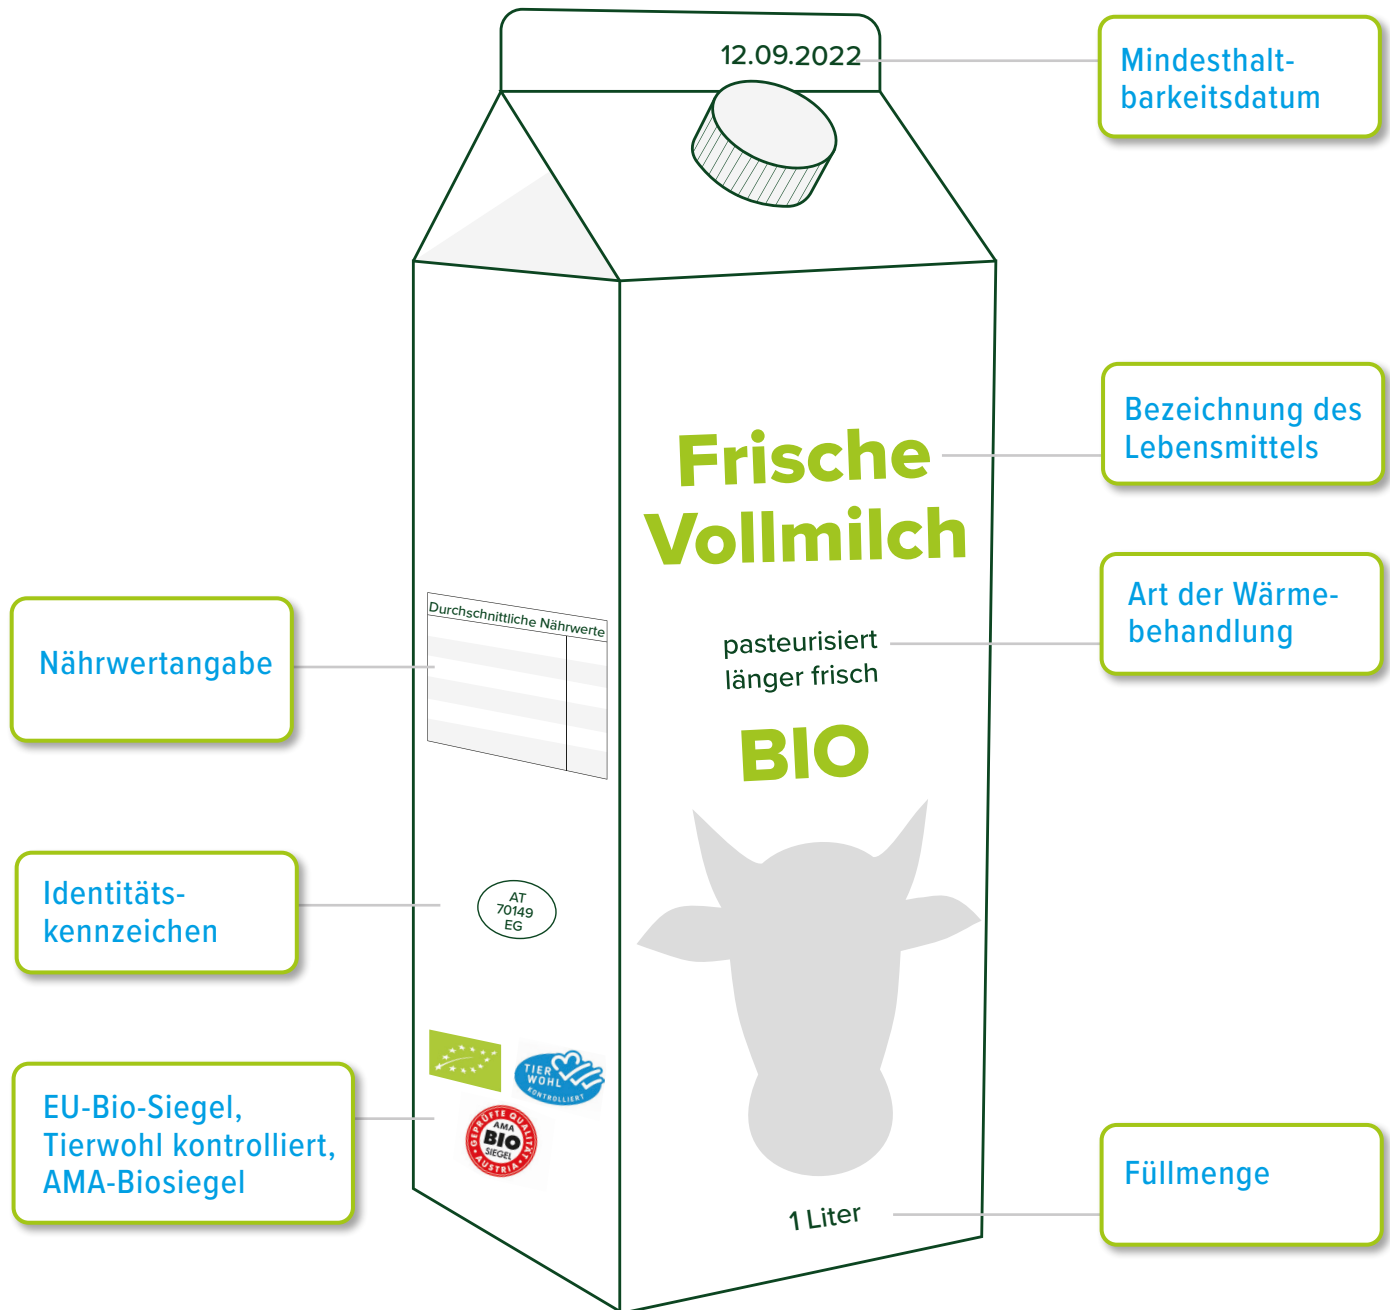 12.09.2022
Mindesthalt-
barkeitsdatum
Frische
Vollmilch
Bezeichnung des
Lebensmittels
pasteurisiert
länger frisch
Art der Wärme-
behandlung
BIO
Durchschnittliche Nährwerte
Nährwertangabe
AT
70149
EG
Identitäts-
kennzeichen
TIER
WOHL
KONTROLLIERT
GEPRÜFTE QUALITÄT
AMA
BIO
SIEGEL
AUSTRIA
EU-Bio-Siegel,
Tierwohl kontrolliert,
AMA-Biosiegel
1 Liter
Füllmenge